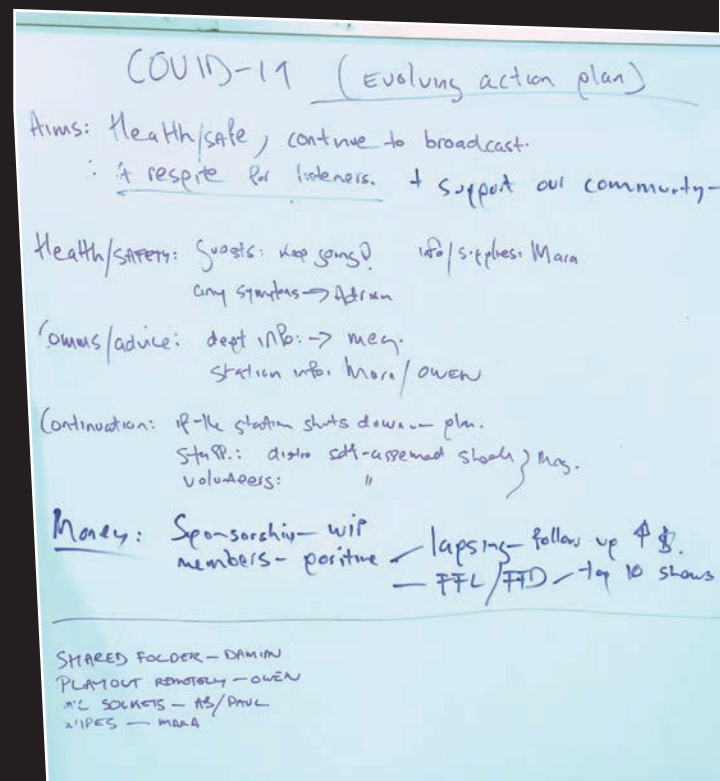 COVID-19 (Evolving action plan)
Aims: Health/safe, continue to broadcast.
: + respite for listeners. + support our community-
Health/SAFETY: Guests: keep going? info/supplies: Mara
any symptoms → Adrian
Comms/advice: dept info: → meg.
station info: Mara/OWEN
Continuation: if the station shuts down — plan.
Staff.: distro self-assessment sheets } meg.
Volunteers: "
Money: Sponsorship - WIP
members - positive - lapsing - follow up ↑ $.
- FFL/FFD - top 10 shows
SHARED FOLDER - DAMIAN
PLAYOUT REMOTELY - OWEN
SOCKETS - AB/PAUL
WIPES - MARA